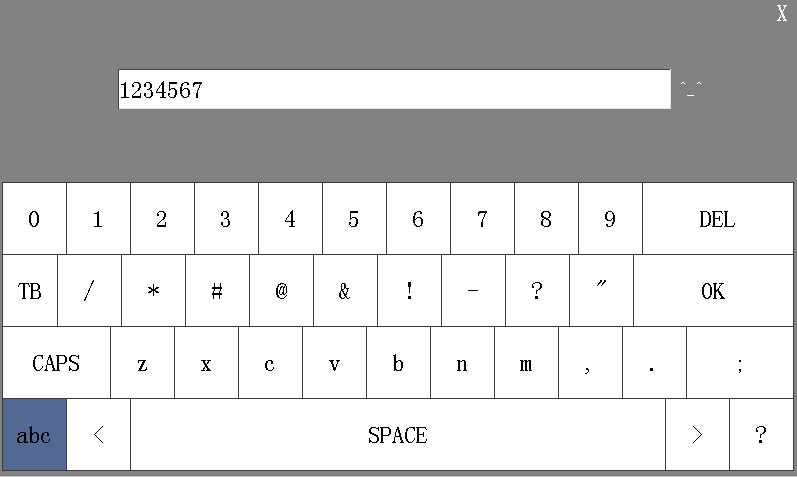 X
1234567 ^_^
0 1 2 3 4 5 6 7 8 9 DEL
TB / * # @ & ! - ? " OK
CAPS z x c v b n m , . ;
abc < SPACE > ?